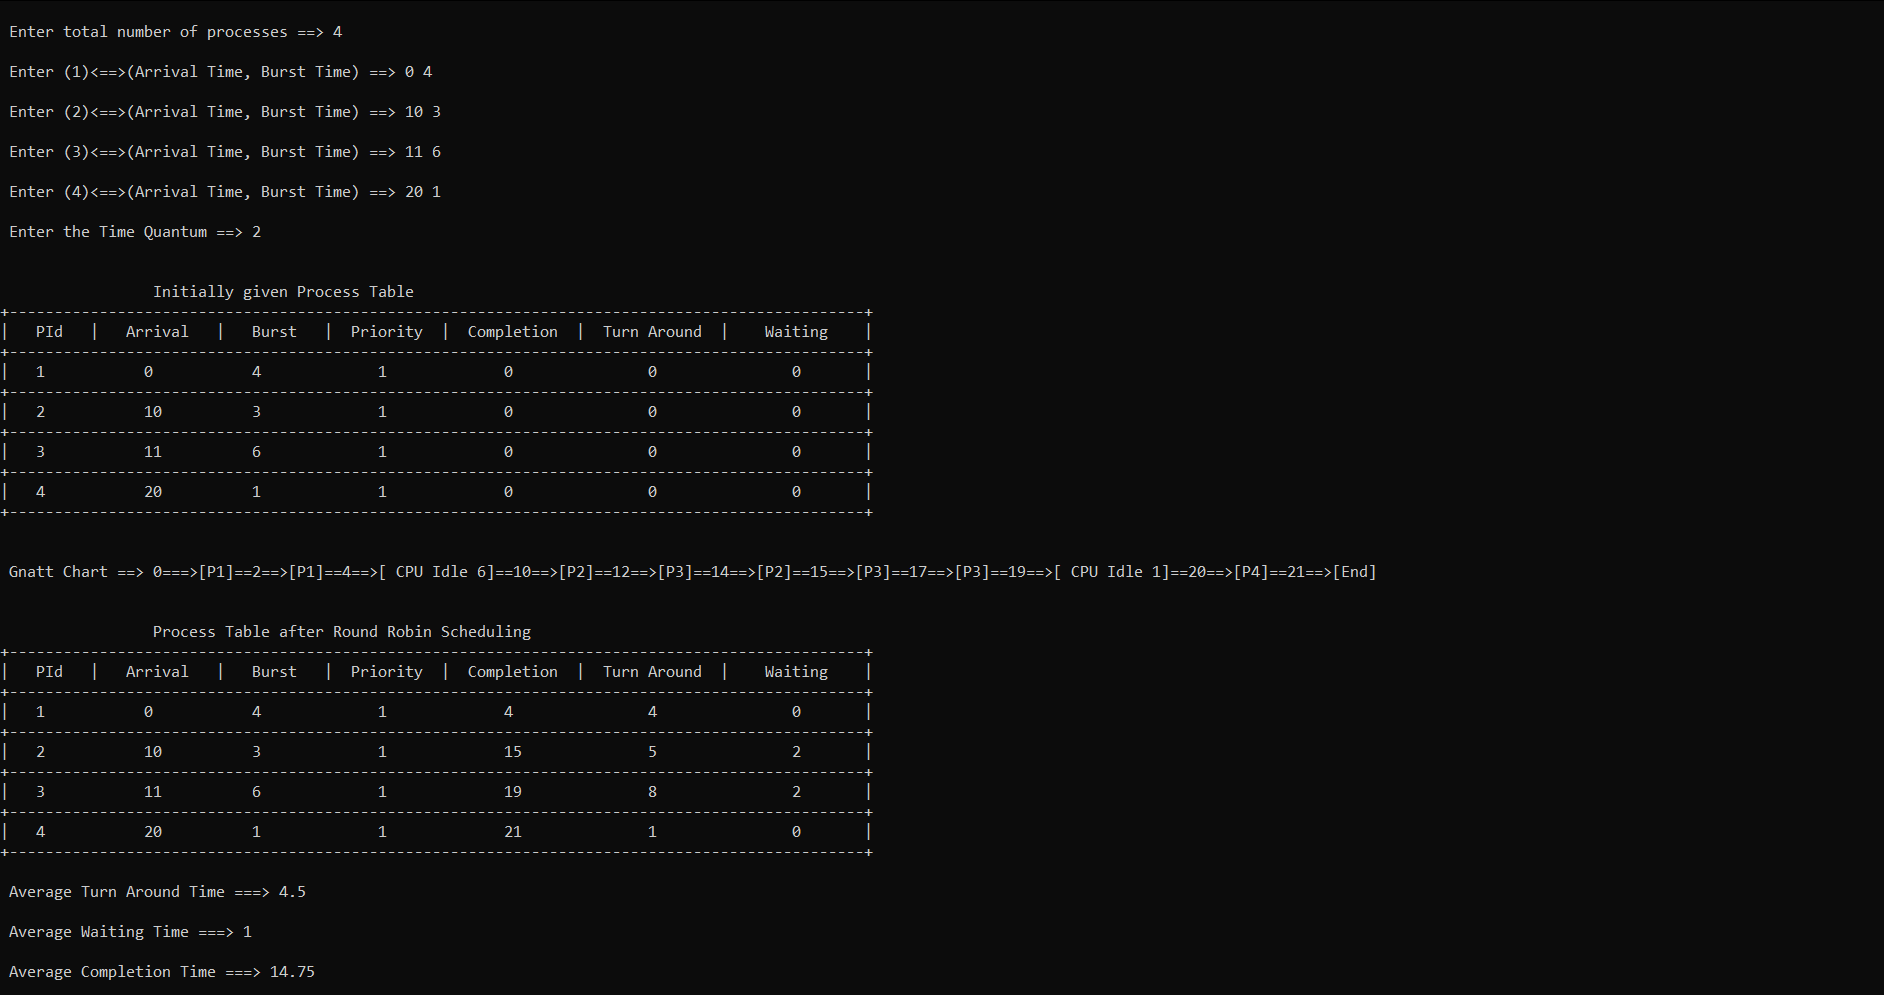 Enter total number of processes ==> 4
Enter (1)<==>(Arrival Time, Burst Time) ==> 0 4
Enter (2)<==>(Arrival Time, Burst Time) ==> 10 3
Enter (3)<==>(Arrival Time, Burst Time) ==> 11 6
Enter (4)<==>(Arrival Time, Burst Time) ==> 20 1
Enter the Time Quantum ==> 2
Initially given Process Table
+-----------------------------------------------------------------------------------------------+
|   PId   |   Arrival   |   Burst   |  Priority  |  Completion  |  Turn Around  |    Waiting    |
+-----------------------------------------------------------------------------------------------+
|   1           0           4             1             0               0               0       |
+-----------------------------------------------------------------------------------------------+
|   2           10          3             1             0               0               0       |
+-----------------------------------------------------------------------------------------------+
|   3           11          6             1             0               0               0       |
+-----------------------------------------------------------------------------------------------+
|   4           20          1             1             0               0               0       |
+-----------------------------------------------------------------------------------------------+
Gnatt Chart ==> 0===>[P1]==2==>[P1]==4==>[ CPU Idle 6]==10==>[P2]==12==>[P3]==14==>[P2]==15==>[P3]==17==>[P3]==19==>[ CPU Idle 1]==20==>[P4]==21==>[End]
Process Table after Round Robin Scheduling
+-----------------------------------------------------------------------------------------------+
|   PId   |   Arrival   |   Burst   |  Priority  |  Completion  |  Turn Around  |    Waiting    |
+-----------------------------------------------------------------------------------------------+
|   1           0           4             1             4               4               0       |
+-----------------------------------------------------------------------------------------------+
|   2           10          3             1             15              5               2       |
+-----------------------------------------------------------------------------------------------+
|   3           11          6             1             19              8               2       |
+-----------------------------------------------------------------------------------------------+
|   4           20          1             1             21              1               0       |
+-----------------------------------------------------------------------------------------------+
Average Turn Around Time ===> 4.5
Average Waiting Time ===> 1
Average Completion Time ===> 14.75